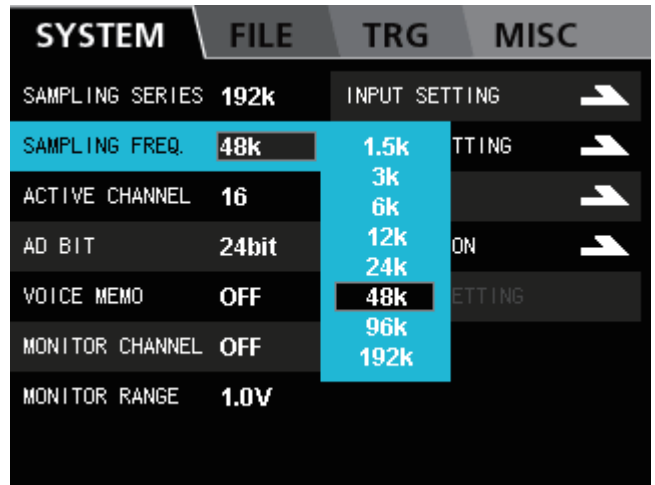 SYSTEM FILE TRG MISC
SAMPLING SERIES 192k INPUT SETTING
SAMPLING FREQ. 48k TTING
ACTIVE CHANNEL 16
AD BIT 24bit ON
VOICE MEMO OFF ETTING
MONITOR CHANNEL OFF
MONITOR RANGE 1.0V
1.5k
3k
6k
12k
24k
48k
96k
192k